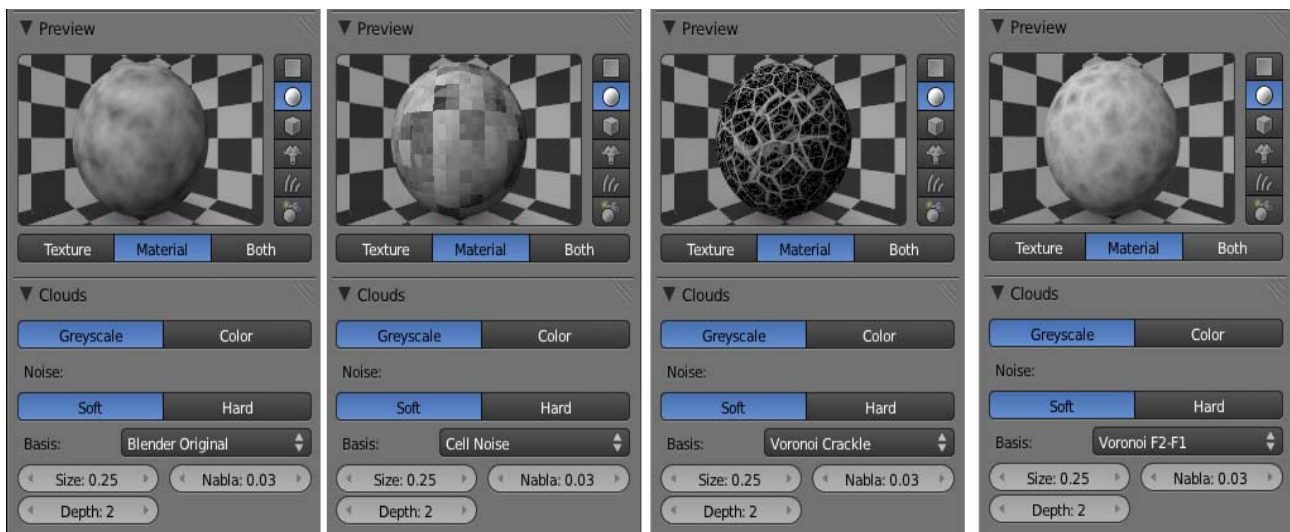 Preview
Texture Material Both
Clouds
Greyscale Color
Noise:
Soft Hard
Basis: Blender Original
Size: 0.25 Nabla: 0.03
Depth: 2
Preview
Texture Material Both
Clouds
Greyscale Color
Noise:
Soft Hard
Basis: Cell Noise
Size: 0.25 Nabla: 0.03
Depth: 2
Preview
Texture Material Both
Clouds
Greyscale Color
Noise:
Soft Hard
Basis: Voronoi Crackle
Size: 0.25 Nabla: 0.03
Depth: 2
Preview
Texture Material Both
Clouds
Greyscale Color
Noise:
Soft Hard
Basis: Voronoi F2-F1
Size: 0.25 Nabla: 0.03
Depth: 2